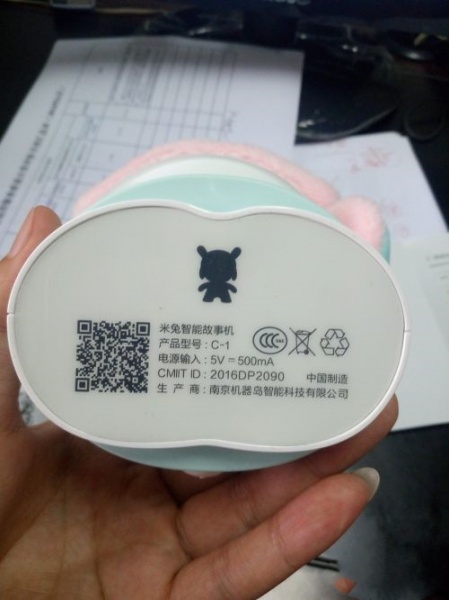 米兔智能故事机
产品型号：C-1
电源输入：5V＝500mA
CMIIT ID：2016DP2090 中国制造
生 产 商：南京机器岛智能科技有限公司